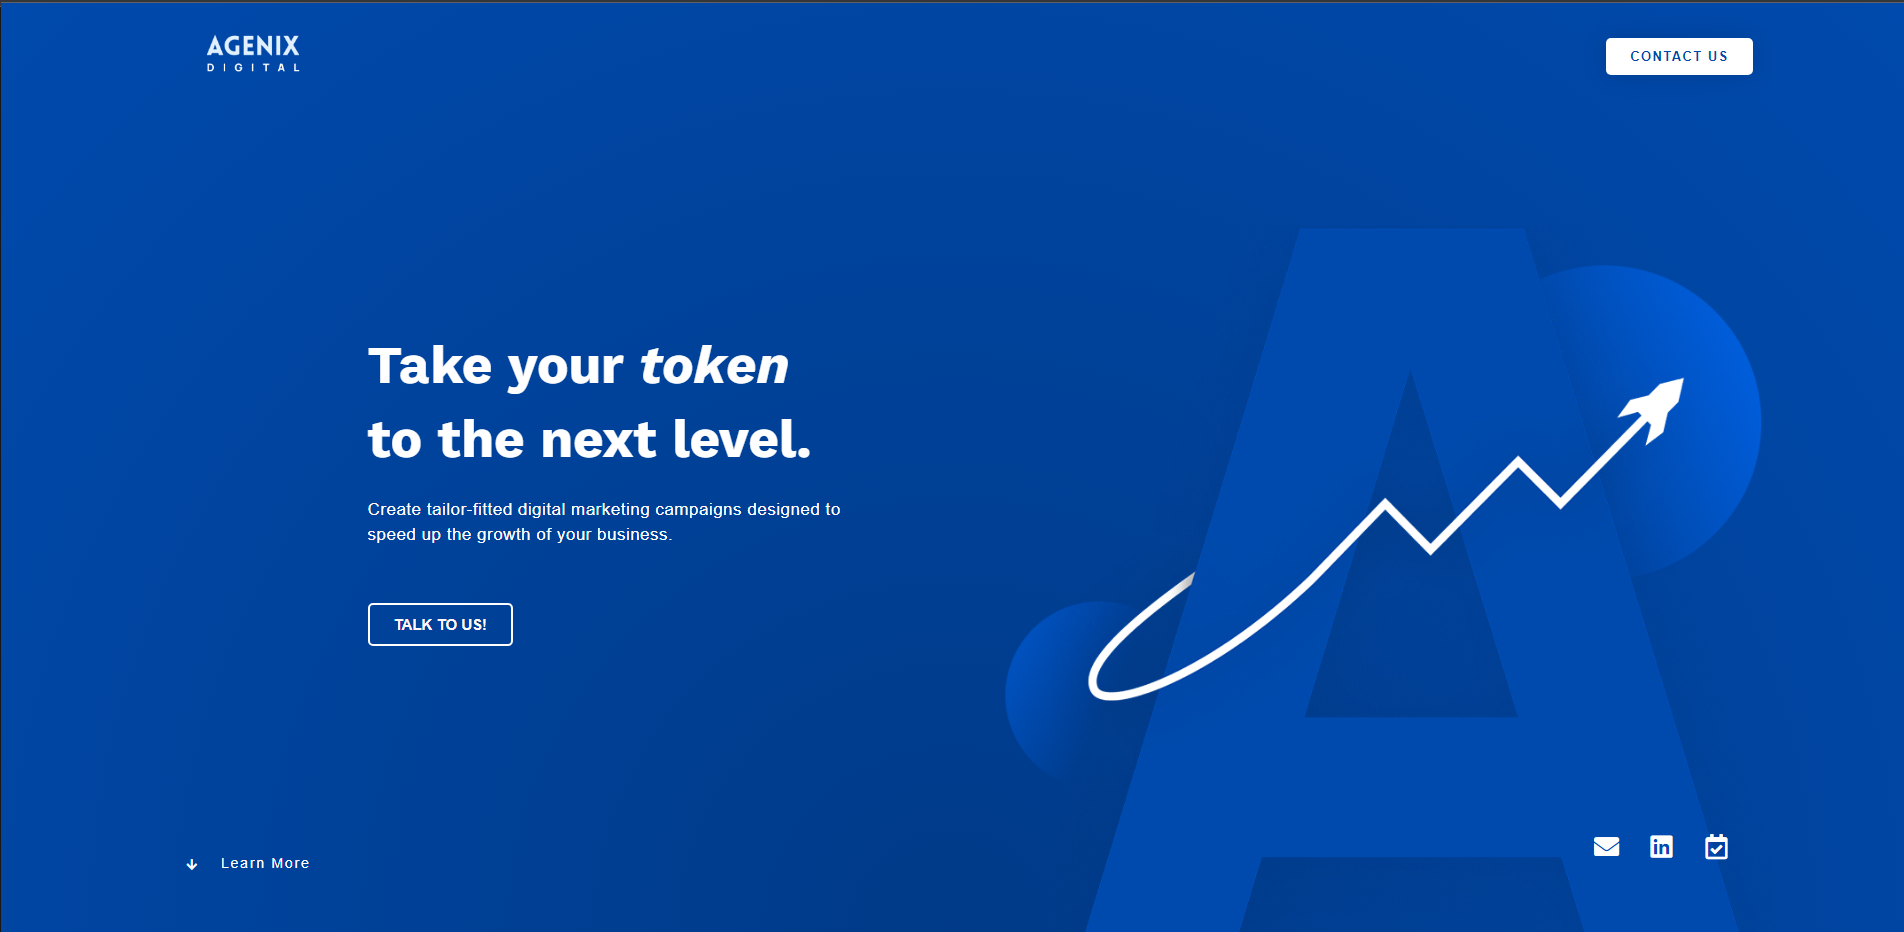 AGENIX
DIGITAL
CONTACT US
Take your token
to the next level.
Create tailor-fitted digital marketing campaigns designed to
speed up the growth of your business.
TALK TO US!
Learn More